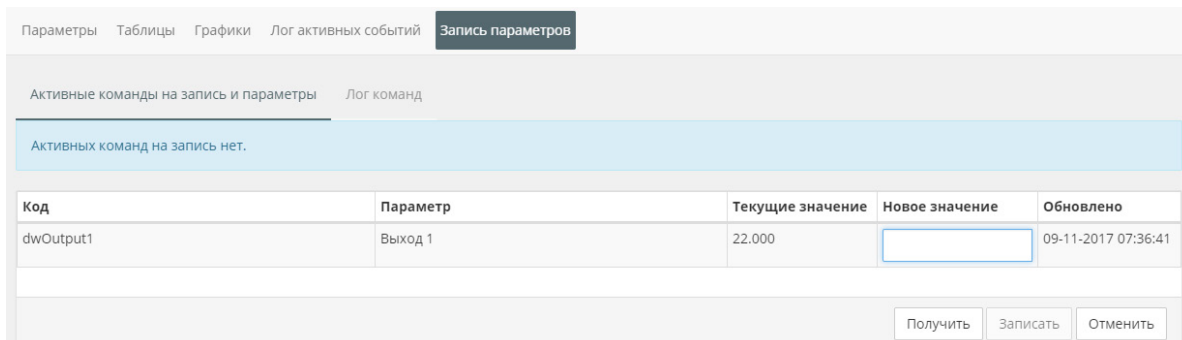 Параметры Таблицы Графики Лог активных событий Запись параметров
Активные команды на запись и параметры Лог команд
Активных команд на запись нет.
Код Параметр Текущие значение Новое значение Обновлено
dwOutput1 Выход 1 22.000 09-11-2017 07:36:41
Получить Записать Отменить